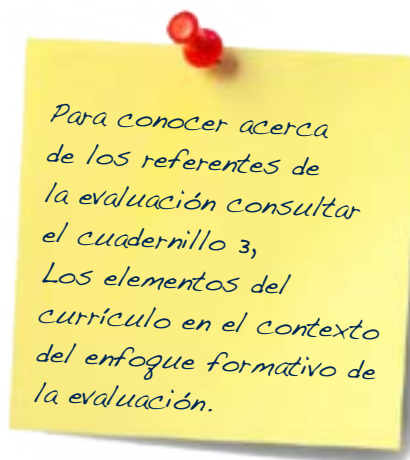 Para conocer acerca
de los referentes de
la evaluación consultar
el cuadernillo 3,
Los elementos del
currículo en el contexto
del enfoque formativo de
la evaluación.